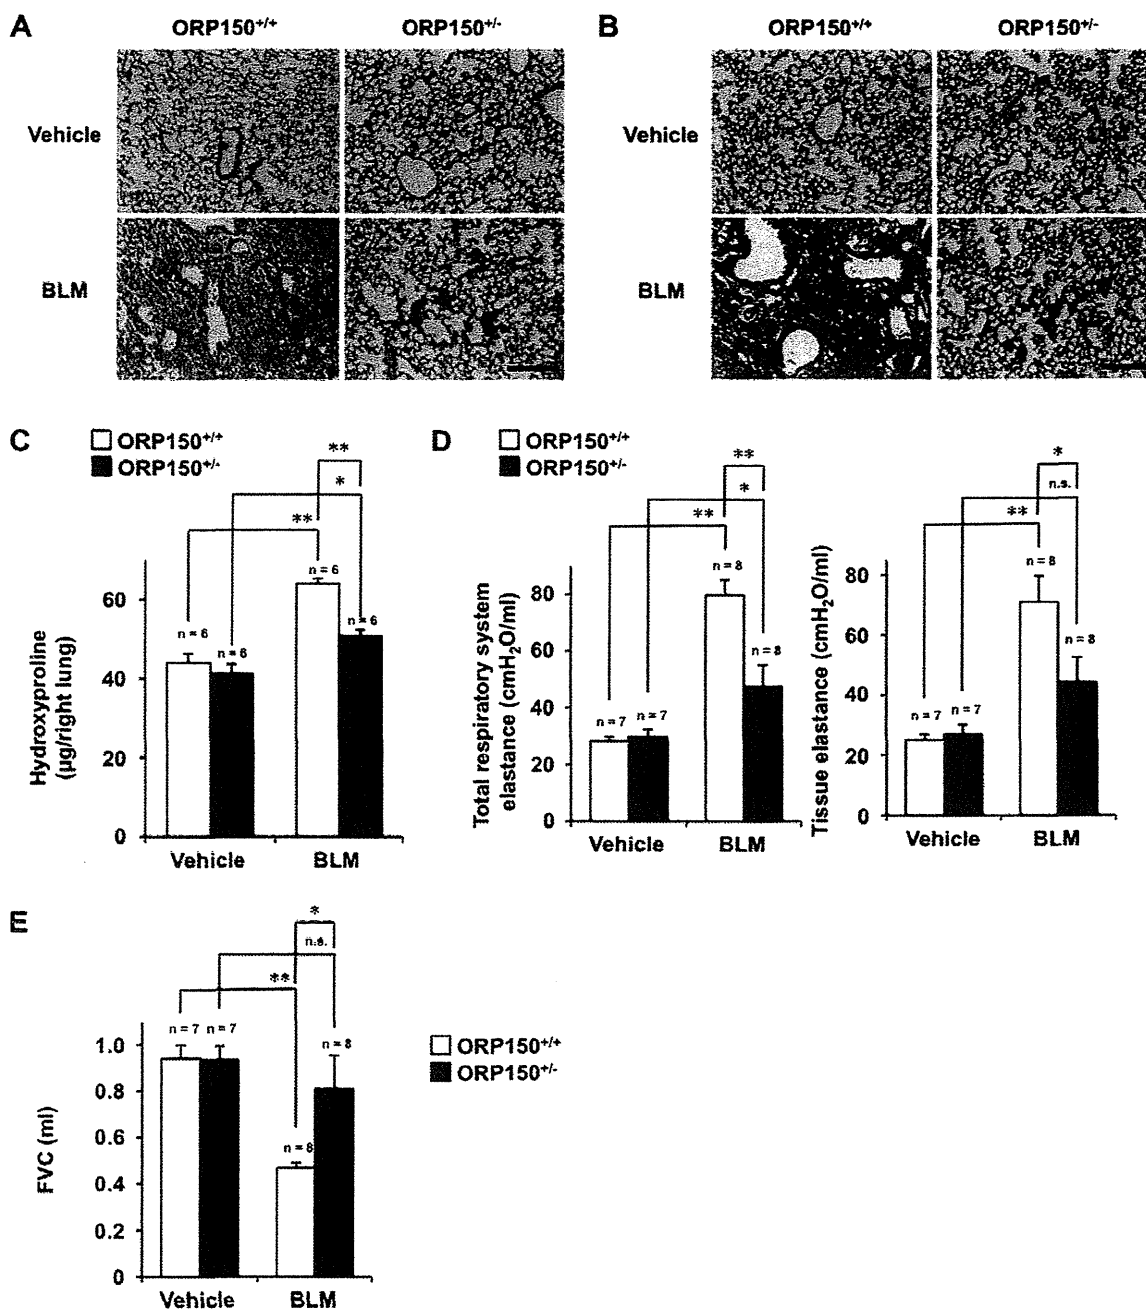 A
ORP150+/+
ORP150+/-
Vehicle
BLM
B
ORP150+/+
ORP150+/-
Vehicle
BLM
C
ORP150+/+
ORP150+/-
**
*
**
n = 6
n = 6
n = 6
n = 6
60
40
20
0
Hydroxyproline
(µg/right lung)
Vehicle
BLM
D
ORP150+/+
ORP150+/-
**
*
**
n = 8
n = 8
n = 7
n = 7
80
60
40
20
0
Total respiratory system
elastance (cmH2O/ml)
Vehicle
BLM
*
n.s.
**
n = 8
n = 8
n = 7
n = 7
80
60
40
20
0
Tissue elastance (cmH2O/ml)
Vehicle
BLM
E
*
n.s.
**
n = 7
n = 7
n = 8
n = 8
1.0
0.8
0.6
0.4
0.2
0
FVC (ml)
Vehicle
BLM
ORP150+/+
ORP150+/-